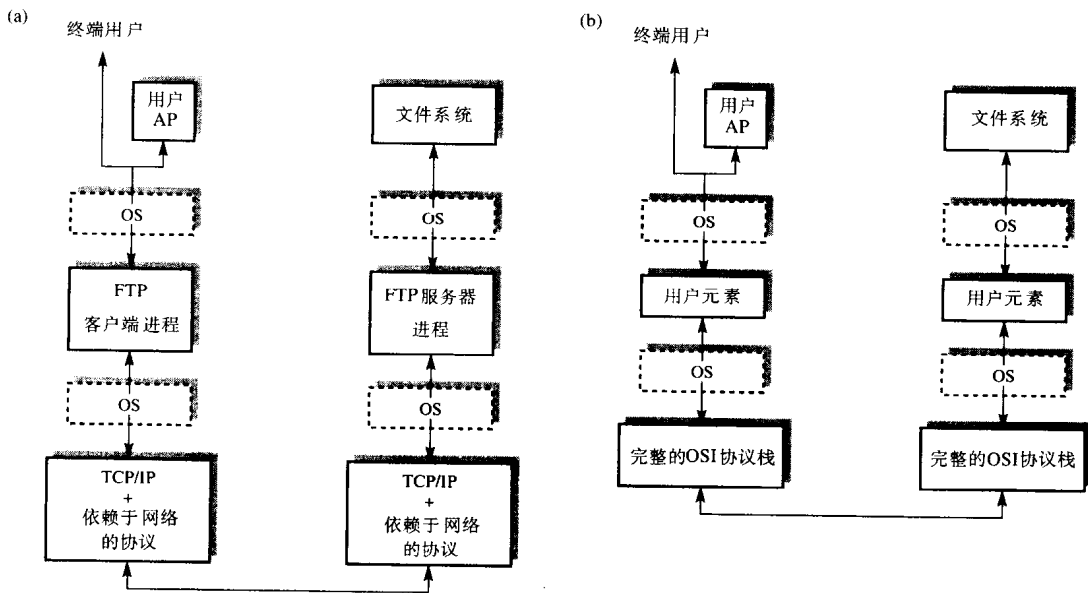 (a)
终端用户
用户
AP
文件系统
OS
OS
FTP
客户端进程
FTP服务器
进程
OS
OS
TCP/IP
+
依赖于网络
的协议
TCP/IP
+
依赖于网络
的协议
(b)
终端用户
用户
AP
文件系统
OS
OS
用户元素
用户元素
OS
OS
完整的OSI协议栈
完整的OSI协议栈